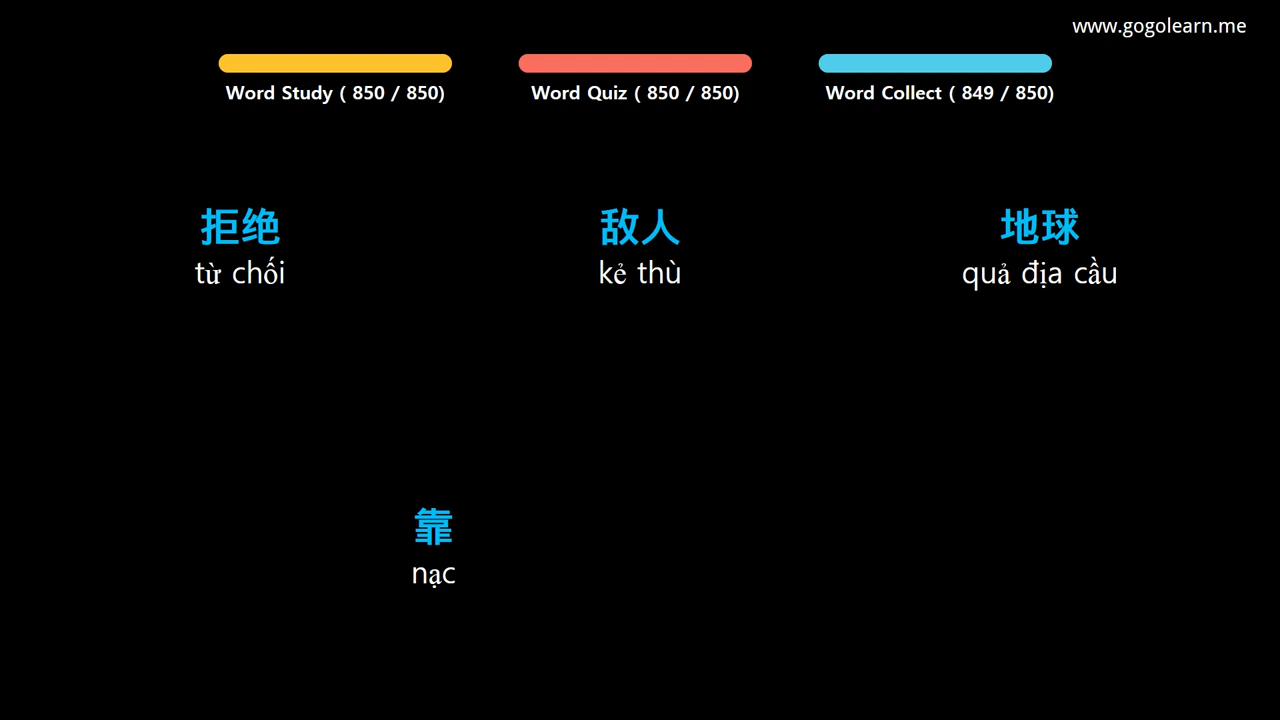 www.gogolearn.me
Word Study ( 850 / 850)
Word Quiz ( 850 / 850)
Word Collect ( 849 / 850)
拒绝
từ chối
敌人
kẻ thù
地球
quả địa cầu
靠
nạc